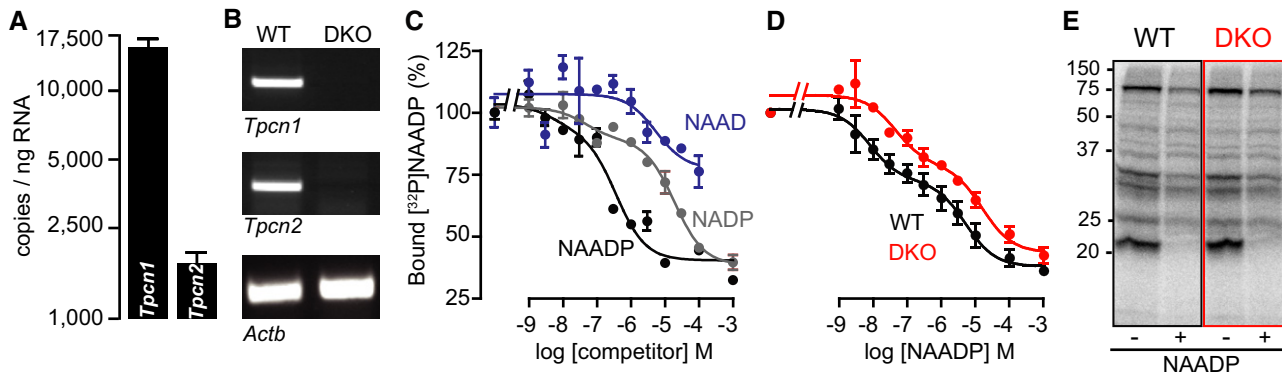 A
copies / ng RNA
17,500
10,000
5,000
2,500
1,000
Tpcn1
Tpcn2
B
WT DKO
Tpcn1
Tpcn2
Actb
C
Bound [³²P]NAADP (%)
125
100
75
50
25
NAAD
NADP
NAADP
-9 -8 -7 -6 -5 -4 -3
log [competitor] M
D
WT
DKO
-9 -8 -7 -6 -5 -4 -3
log [NAADP] M
E
WT DKO
150
75
37
25
20
- + - +
NAADP